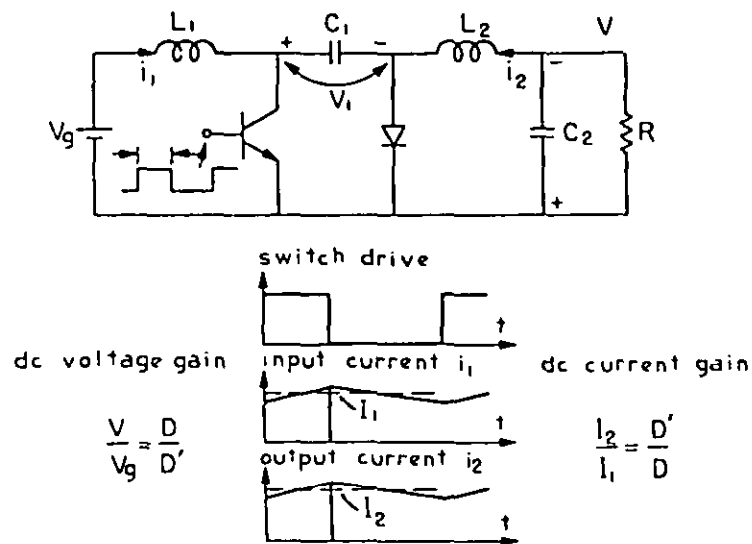 L₁ C₁ L₂ V
+ - 
i₁ V₁ i₂ -
Vg C₂ R
+
switch drive
t
dc voltage gain input current i₁ dc current gain
I₁
t
V/Vg = D/D' output current i₂ I₂/I₁ = D'/D
I₂
t